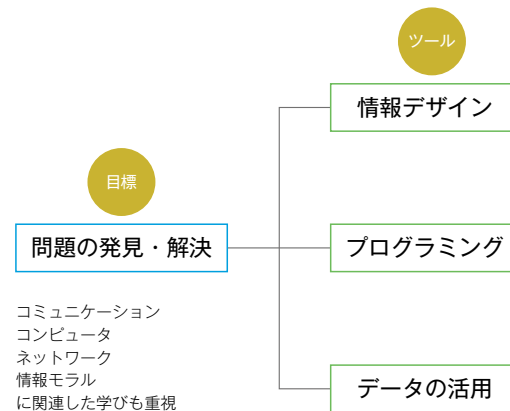 ツール
情報デザイン
目標
問題の発見・解決
プログラミング
コミュニケーション
コンピュータ
ネットワーク
情報モラル
に関連した学びも重視
データの活用